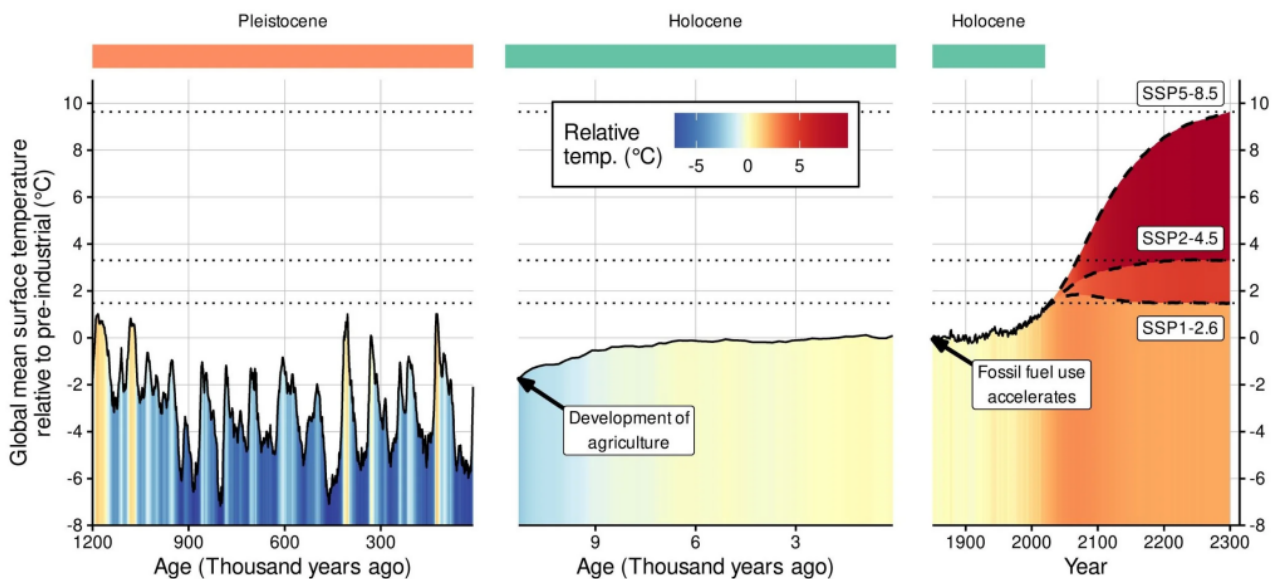 Pleistocene
Holocene
Holocene
Global mean surface temperature
relative to pre-industrial (°C)
10
8
6
4
2
0
-2
-4
-6
-8
1200
900
600
300
Age (Thousand years ago)
Relative
temp. (°C)
-5
0
5
Development of
agriculture
9
6
3
Age (Thousand years ago)
SSP5-8.5
SSP2-4.5
SSP1-2.6
Fossil fuel use
accelerates
10
8
6
4
2
0
-2
-4
-6
-8
1900
2000
2100
2200
2300
Year